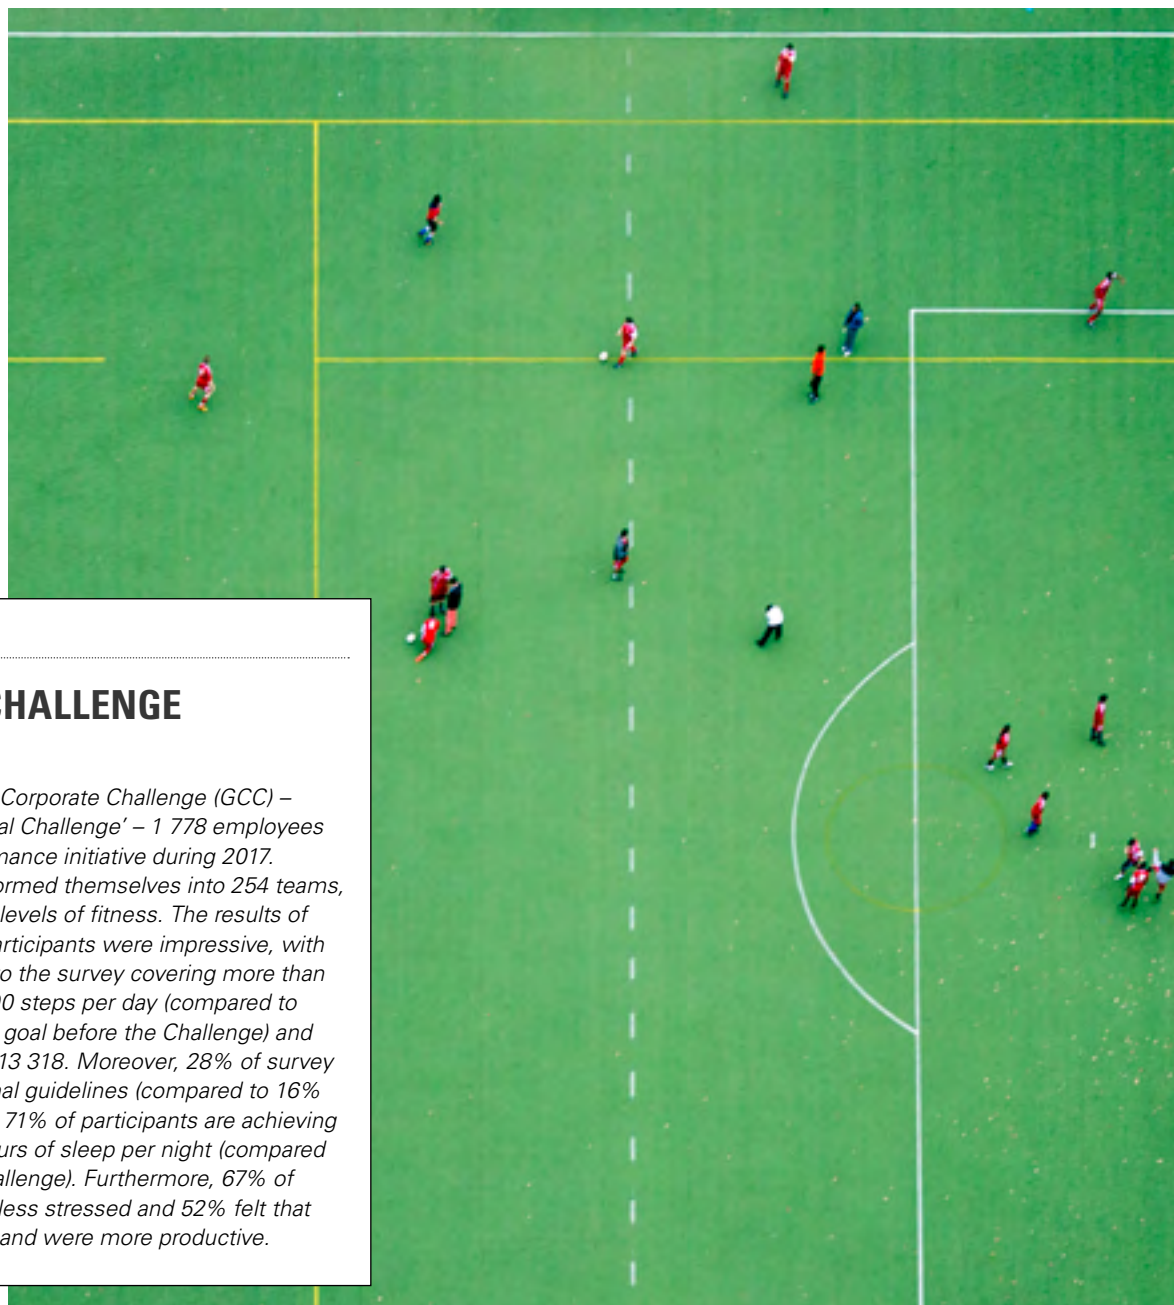 CHALLENGE
Corporate Challenge (GCC) –
al Challenge’ – 1 778 employees
mance initiative during 2017.
ormed themselves into 254 teams,
levels of fitness. The results of
articipants were impressive, with
o the survey covering more than
00 steps per day (compared to
goal before the Challenge) and
13 318. Moreover, 28% of survey
nal guidelines (compared to 16%
71% of participants are achieving
urs of sleep per night (compared
allenge). Furthermore, 67% of
less stressed and 52% felt that
and were more productive.